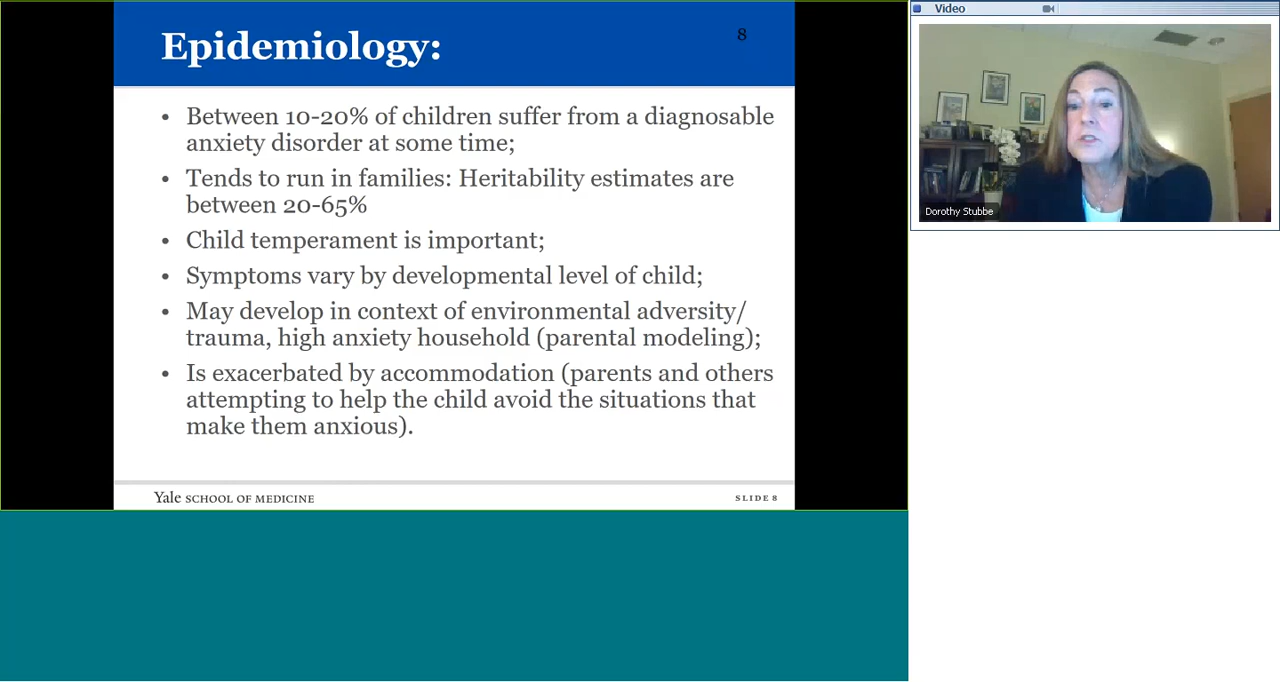 Epidemiology:
8
• Between 10-20% of children suffer from a diagnosable
anxiety disorder at some time;
• Tends to run in families: Heritability estimates are
between 20-65%
• Child temperament is important;
• Symptoms vary by developmental level of child;
• May develop in context of environmental adversity/
trauma, high anxiety household (parental modeling);
• Is exacerbated by accommodation (parents and others
attempting to help the child avoid the situations that
make them anxious).
Yale SCHOOL OF MEDICINE
SLIDE 8
Video
Dorothy Stubbe